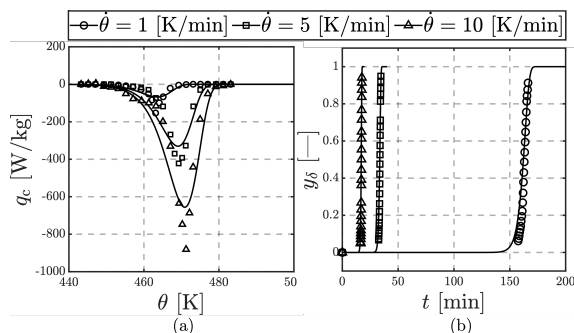 θ̇ = 1 [K/min] θ̇ = 5 [K/min] θ̇ = 10 [K/min]
(a) (b)
200
0
-200
-400
-600
-800
-1000
q_c [W/kg]
440 460 480 50
θ [K]
(a)
1
0.8
0.6
0.4
0.2
0
y_δ [—]
0 50 100 150 200
t [min]
(b)